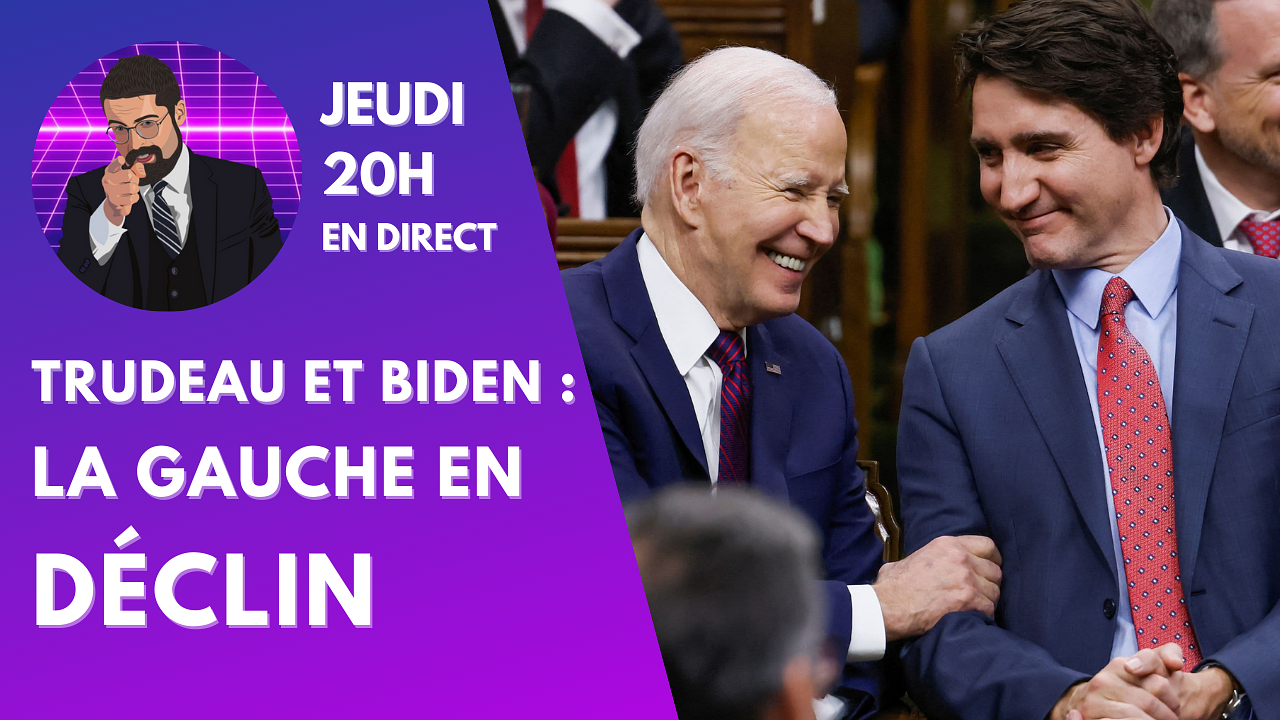 JEUDI
20H
EN DIRECT
TRUDEAU ET BIDEN :
LA GAUCHE EN
DÉCLIN